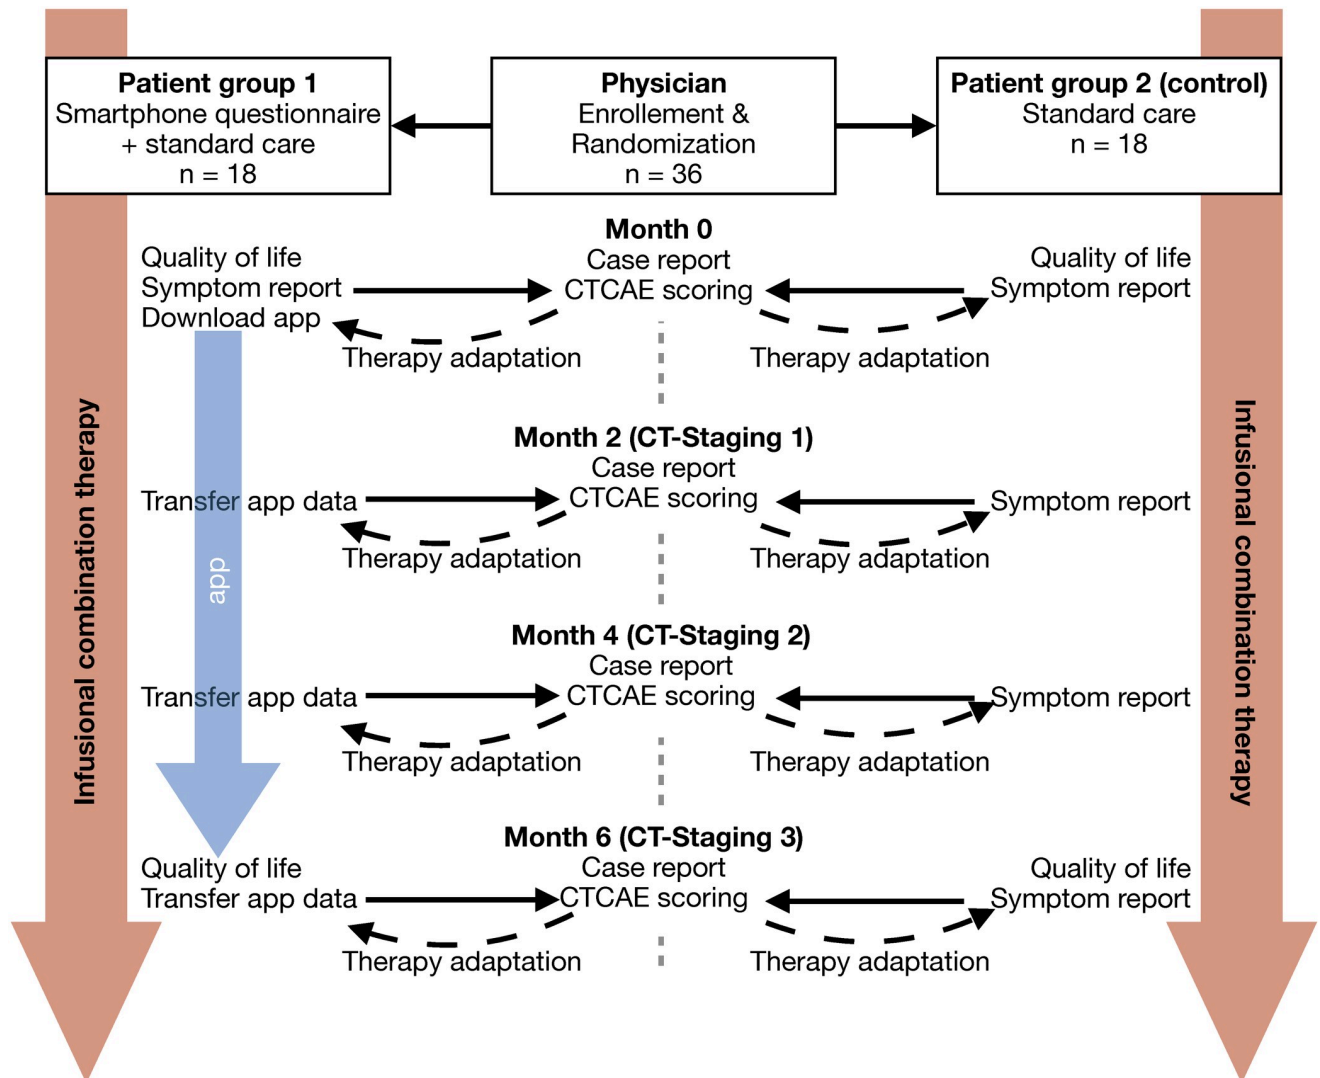 Patient group 1
Smartphone questionnaire
+ standard care
n = 18
Physician
Enrollement &
Randomization
n = 36
Patient group 2 (control)
Standard care
n = 18
Month 0
Quality of life
Symptom report
Download app
Case report
CTCAE scoring
Quality of life
Symptom report
Therapy adaptation
Therapy adaptation
Month 2 (CT-Staging 1)
Transfer app data
Case report
CTCAE scoring
Symptom report
Therapy adaptation
Therapy adaptation
Month 4 (CT-Staging 2)
Transfer app data
Case report
CTCAE scoring
Symptom report
Therapy adaptation
Therapy adaptation
Month 6 (CT-Staging 3)
Quality of life
Transfer app data
Case report
CTCAE scoring
Quality of life
Symptom report
Therapy adaptation
Therapy adaptation
Infusional combination therapy
app
Infusional combination therapy